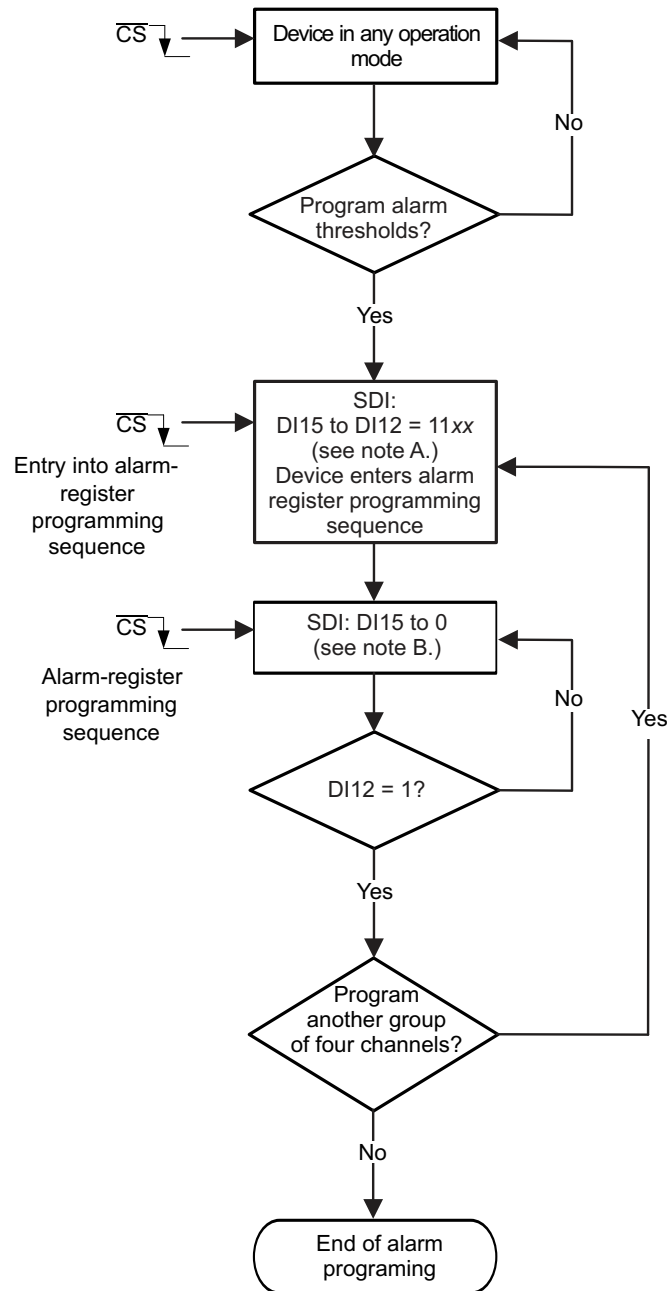 CS
Device in any operation
mode
No
Program alarm
thresholds?
Yes
CS
Entry into alarm-
register
programming
sequence
SDI:
DI15 to DI12 = 11xx
(see note A.)
Device enters alarm
register programming
sequence
CS
Alarm-register
programming
sequence
SDI: DI15 to 0
(see note B.)
No
Yes
DI12 = 1?
Yes
Program
another group
of four channels?
No
End of alarm
programing